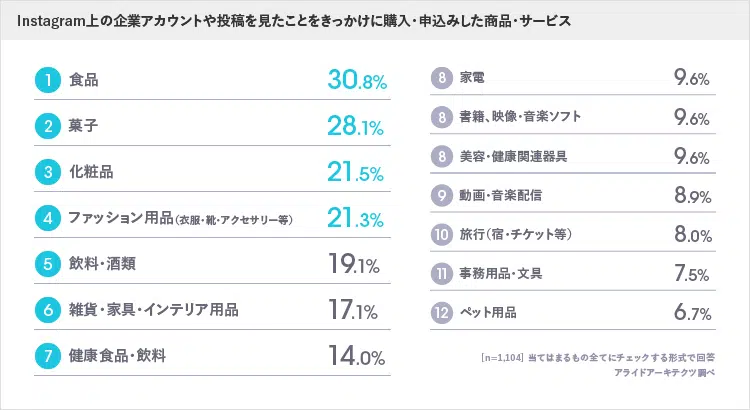 Instagram上の企業アカウントや投稿を見たことをきっかけに購入・申込みした商品・サービス
1 食品 30.8%
2 菓子 28.1%
3 化粧品 21.5%
4 ファッション用品(衣服・靴・アクセサリー等) 21.3%
5 飲料・酒類 19.1%
6 雑貨・家具・インテリア用品 17.1%
7 健康食品・飲料 14.0%
8 家電 9.6%
8 書籍、映像・音楽ソフト 9.6%
8 美容・健康関連器具 9.6%
9 動画・音楽配信 8.9%
10 旅行(宿・チケット等) 8.0%
11 事務用品・文具 7.5%
12 ペット用品 6.7%
[n=1,104] 当てはまるもの全てにチェックする形式で回答
アライドアーキテクツ調べ